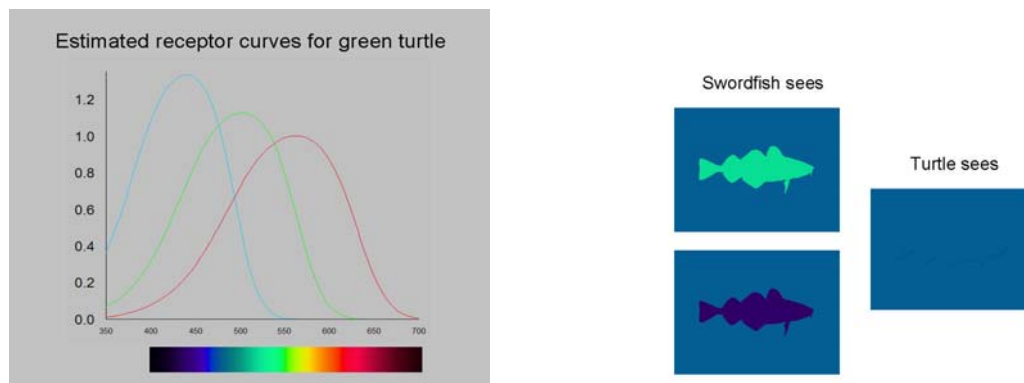 Estimated receptor curves for green turtle
1.2
1.0
0.8
0.6
0.4
0.2
0.0
350 400 450 500 550 600 650 700
Swordfish sees
Turtle sees